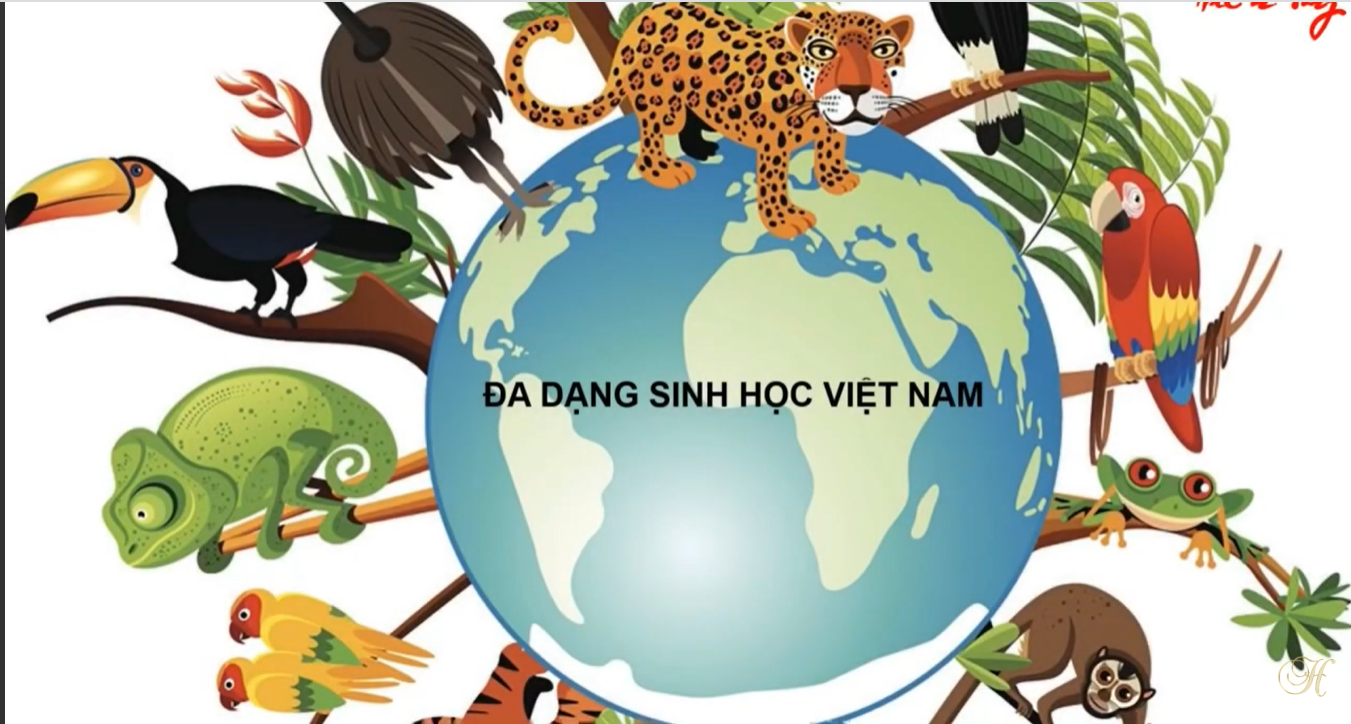 ĐA DẠNG SINH HỌC VIỆT NAM
H